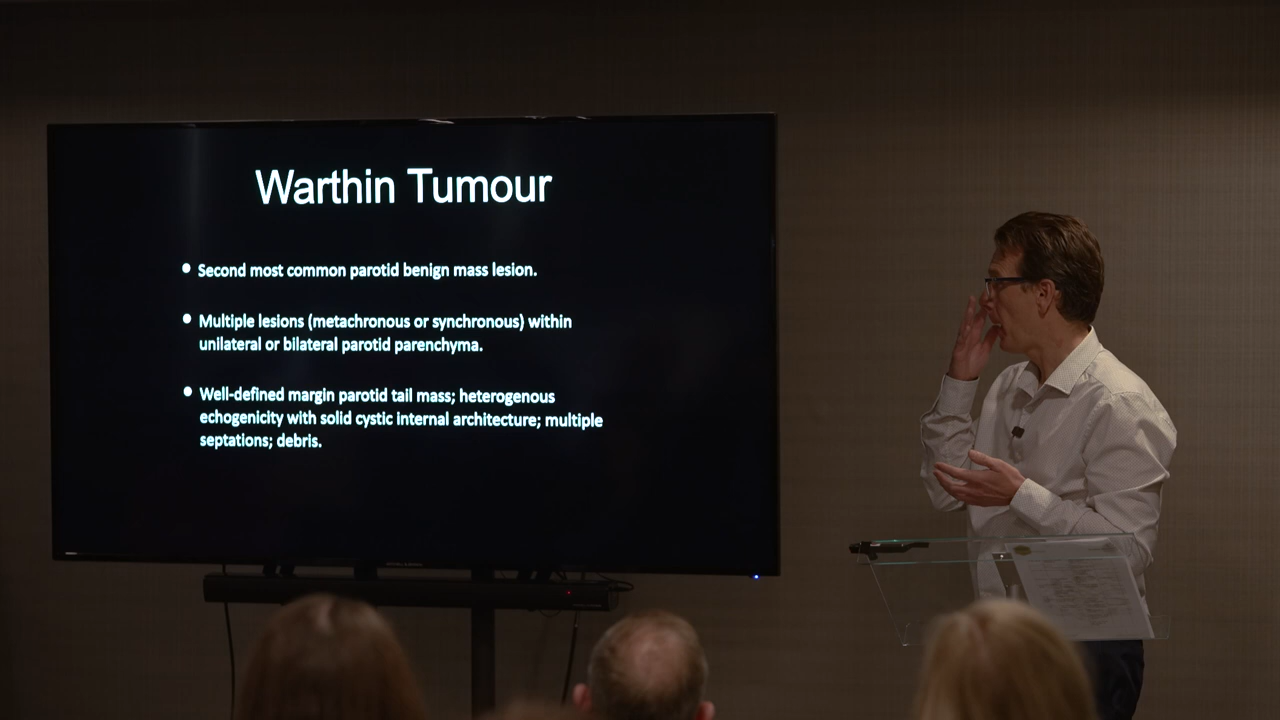 Warthin Tumour
• Second most common parotid benign mass lesion.
• Multiple lesions (metachronous or synchronous) within
unilateral or bilateral parotid parenchyma.
• Well-defined margin parotid tail mass; heterogenous
echogenicity with solid cystic internal architecture; multiple
septations; debris.